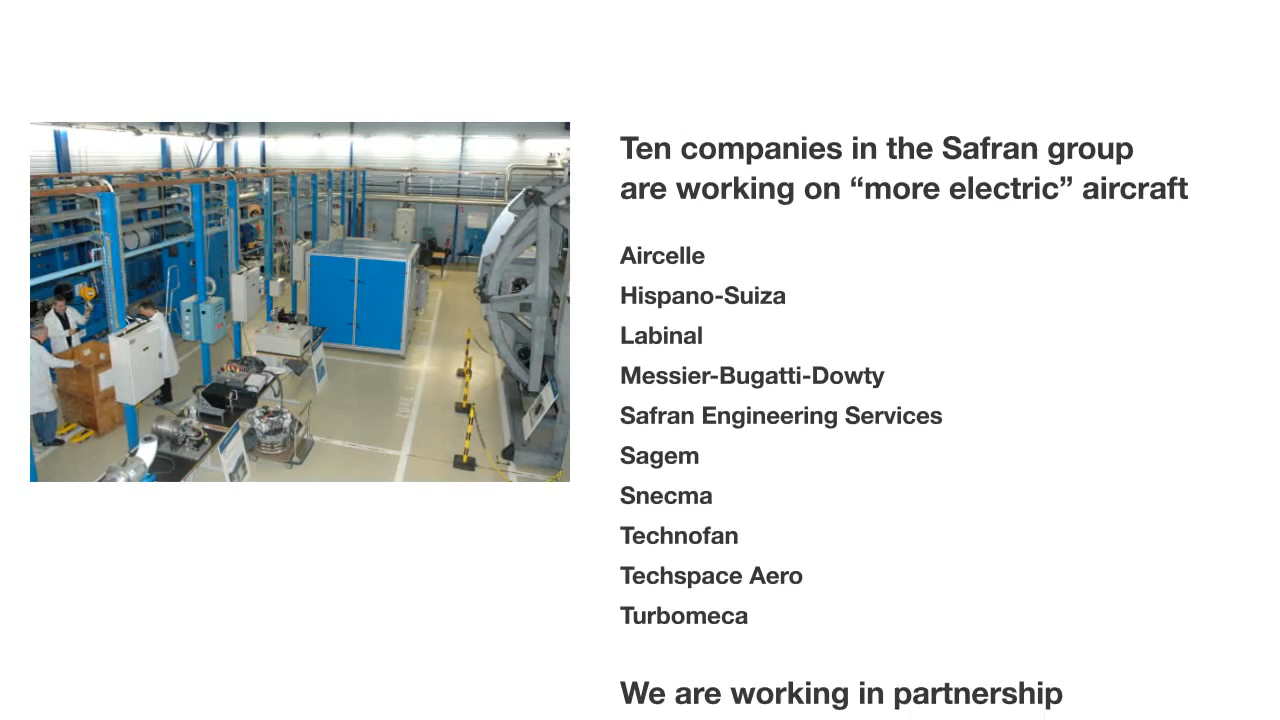 Ten companies in the Safran group
are working on “more electric” aircraft
Aircelle
Hispano-Suiza
Labinal
Messier-Bugatti-Dowty
Safran Engineering Services
Sagem
Snecma
Technofan
Techspace Aero
Turbomeca
We are working in partnership